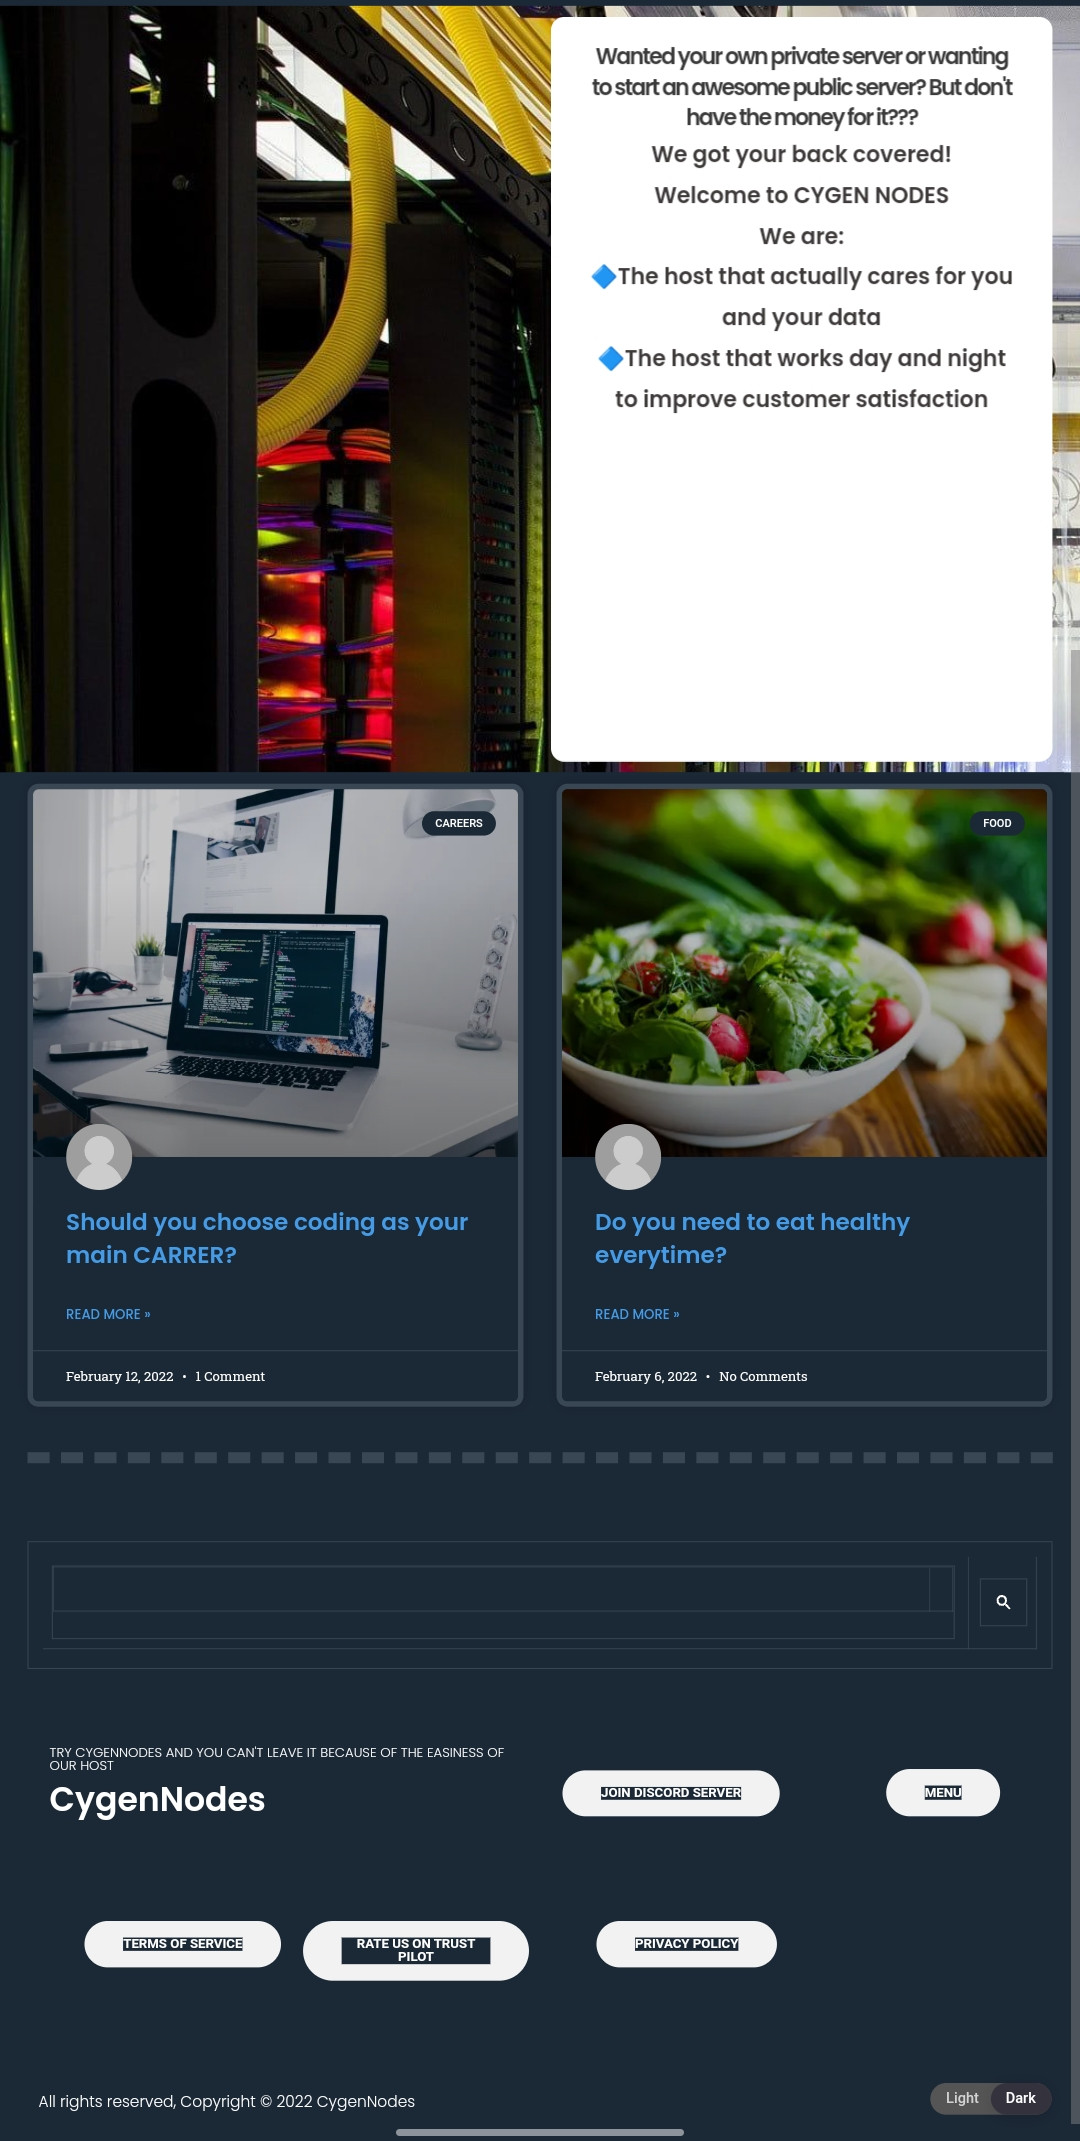 Wanted your own private server or wanting
to start an awesome public server? But don't
have the money for it???
We got your back covered!
Welcome to CYGEN NODES
We are:
🔷The host that actually cares for you
and your data
🔷The host that works day and night
to improve customer satisfaction
CAREERS
Should you choose coding as your
main CARRER?
READ MORE »
February 12, 2022 • 1 Comment
FOOD
Do you need to eat healthy
everytime?
READ MORE »
February 6, 2022 • No Comments
TRY CYGENNODES AND YOU CAN'T LEAVE IT BECAUSE OF THE EASINESS OF
OUR HOST
CygenNodes
JOIN DISCORD SERVER
MENU
TERMS OF SERVICE
RATE US ON TRUST
PILOT
PRIVACY POLICY
All rights reserved, Copyright © 2022 CygenNodes
Light Dark